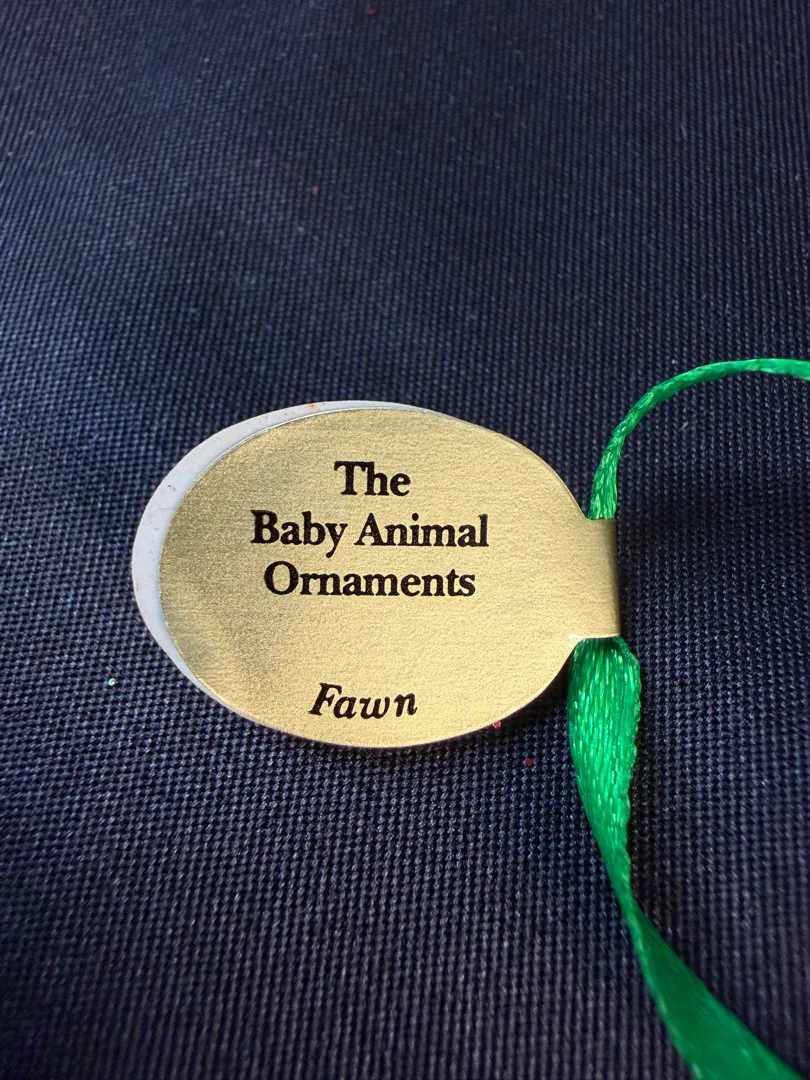 The
Baby Animal
Ornaments
Fawn